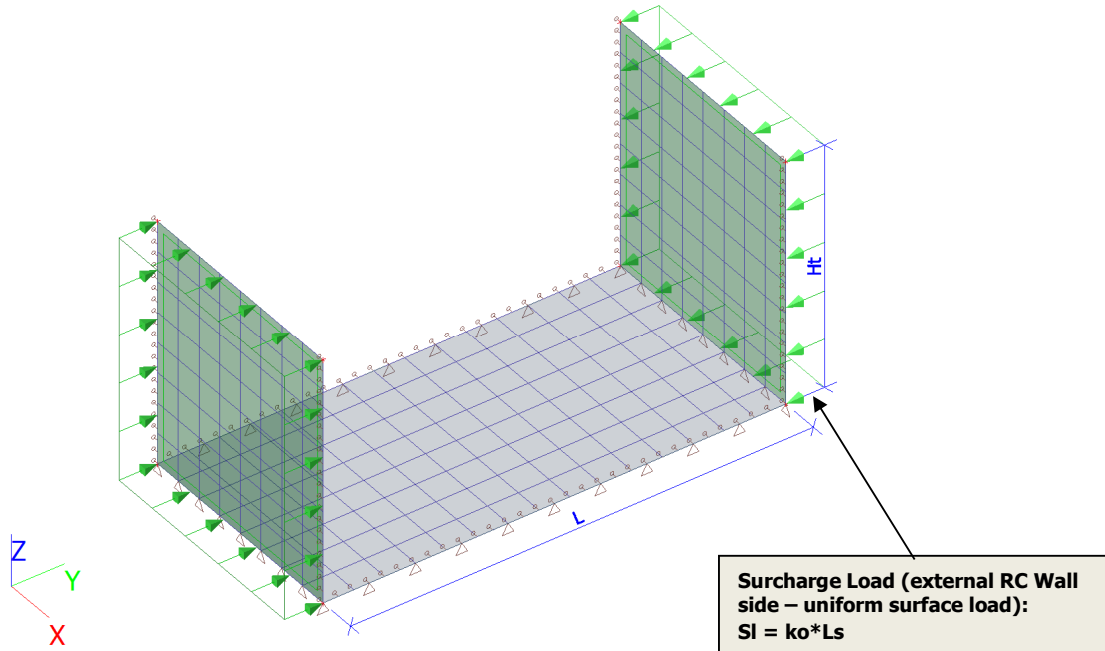 Ht
L
Z
Y
X
Surcharge Load (external RC Wall
side – uniform surface load):
Sl = ko*Ls